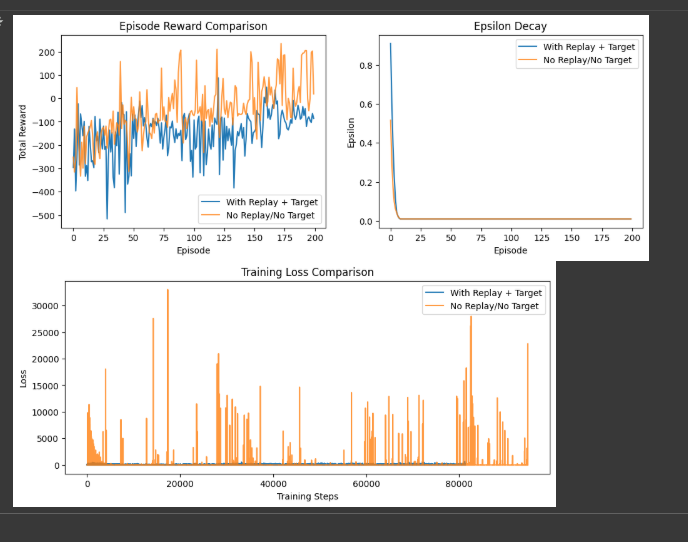 Episode Reward Comparison
Total Reward
200
100
0
−100
−200
−300
−400
−500
With Replay + Target
No Replay/No Target
0 25 50 75 100 125 150 175 200
Episode
Epsilon Decay
Epsilon
0.8
0.6
0.4
0.2
0.0
With Replay + Target
No Replay/No Target
0 25 50 75 100 125 150 175 200
Episode
Training Loss Comparison
Loss
30000
25000
20000
15000
10000
5000
0
With Replay + Target
No Replay/No Target
0 20000 40000 60000 80000
Training Steps